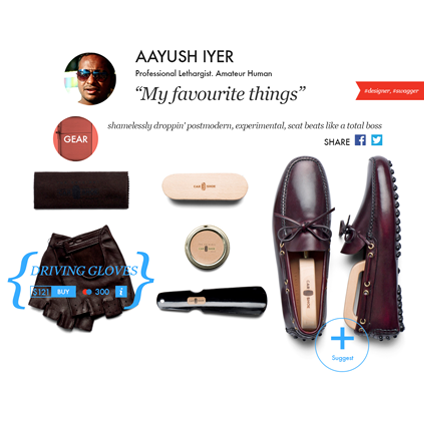 AAYUSH IYER
Professional Lethargist. Amateur Human
“My favourite things”
#designer, #swagger
shamelessly droppin' postmodern, experimental, scat beats like a total boss
GEAR
SHARE
DRIVING GLOVES
$121 BUY 300 i
Suggest